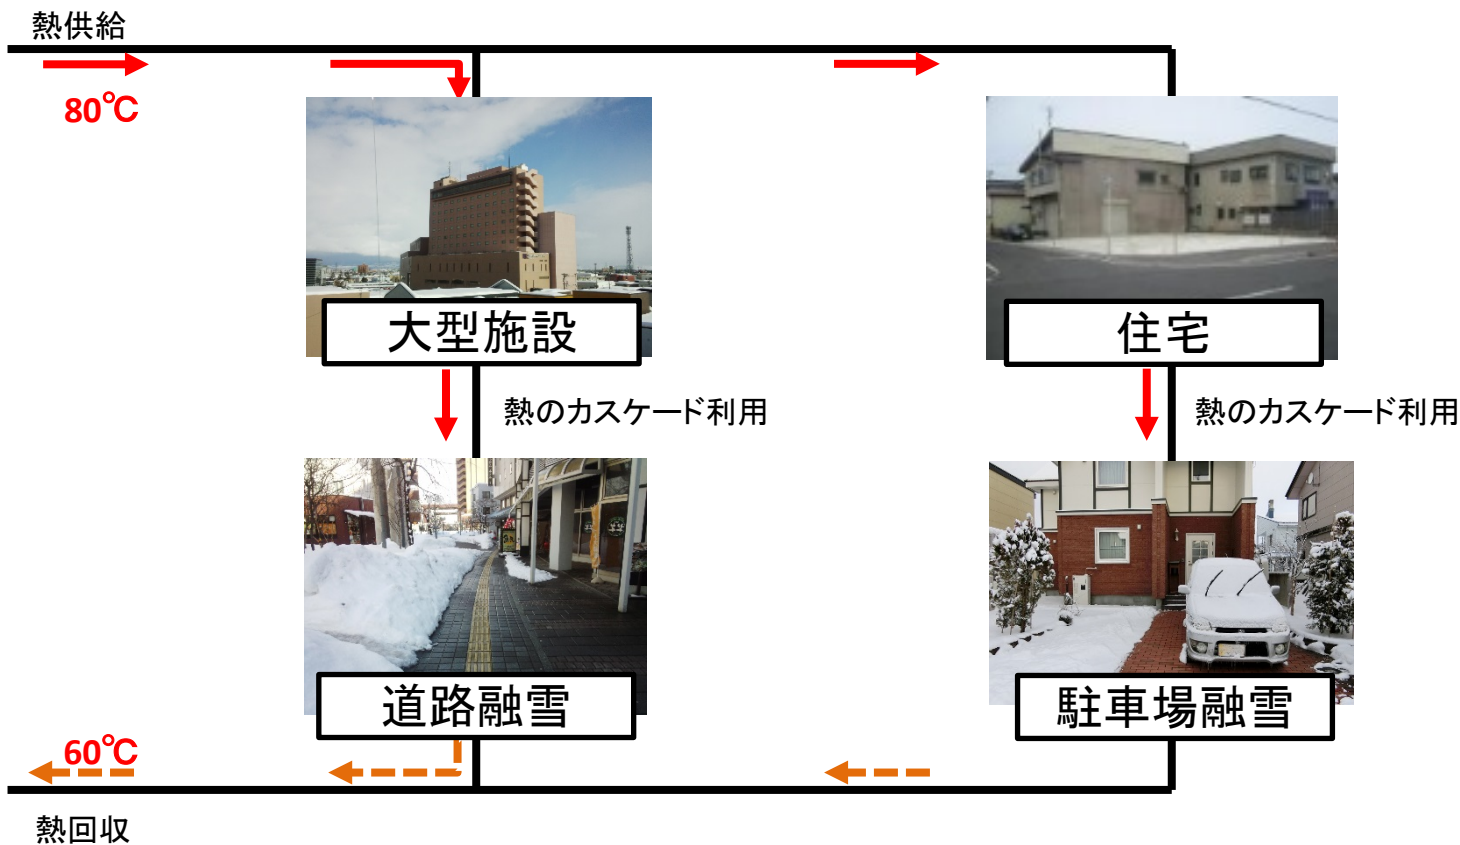 熱供給
80℃
大型施設
住宅
熱のカスケード利用
熱のカスケード利用
道路融雪
駐車場融雪
60℃
熱回収